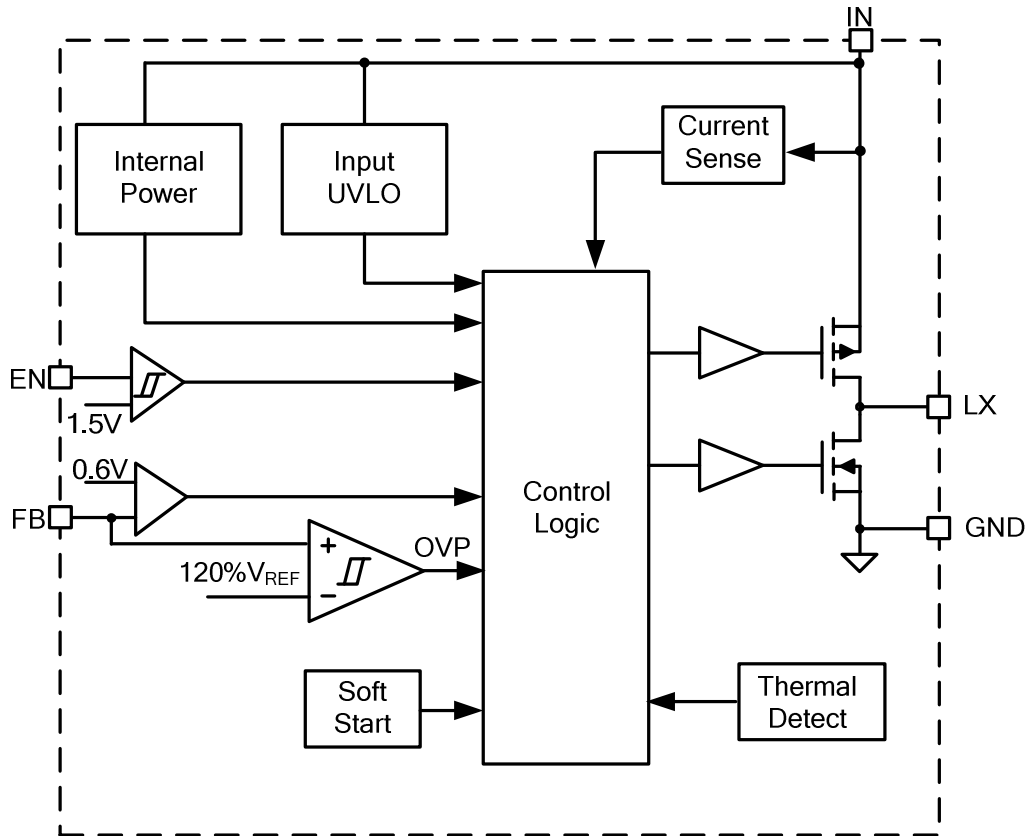 IN
Internal
Power
Input
UVLO
Current
Sense
EN
1.5V
0.6V
FB
120%VREF
+
−
OVP
Control
Logic
LX
GND
Soft
Start
Thermal
Detect